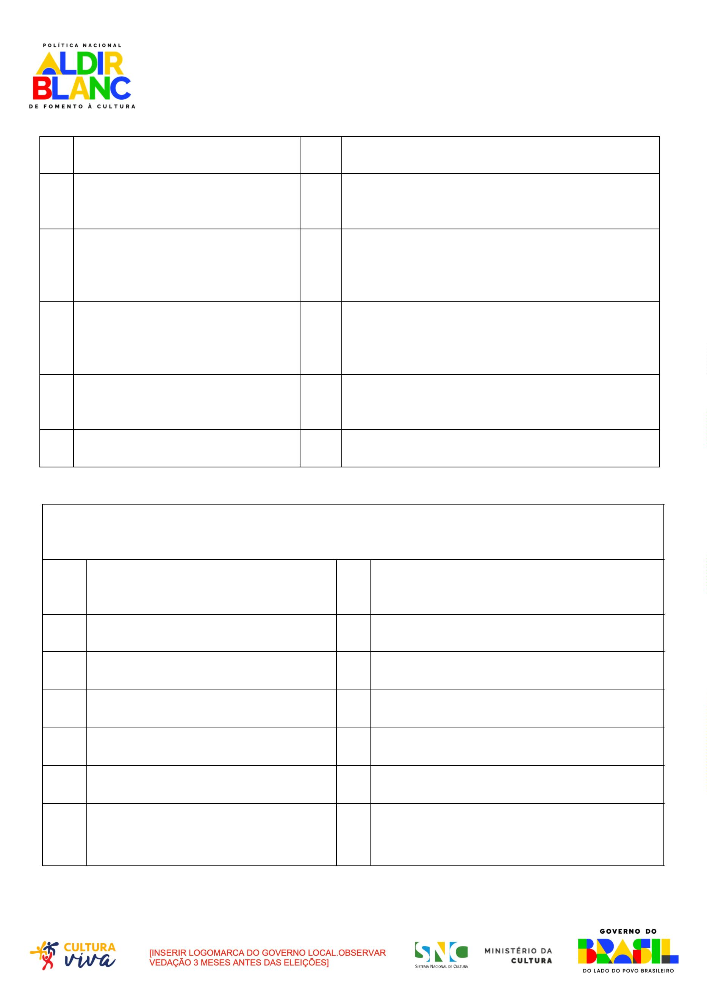 POLÍTICA NACIONAL
ALDIR
BLANC
DE FOMENTO À CULTURA
CULTURA
viva
[INSERIR LOGOMARCA DO GOVERNO LOCAL.OBSERVAR
VEDAÇÃO 3 MESES ANTES DAS ELEIÇÕES]
SNC
SISTEMA NACIONAL DE CULTURA
MINISTÉRIO DA
CULTURA
GOVERNO DO
BRASIL
DO LADO DO POVO BRASILEIRO